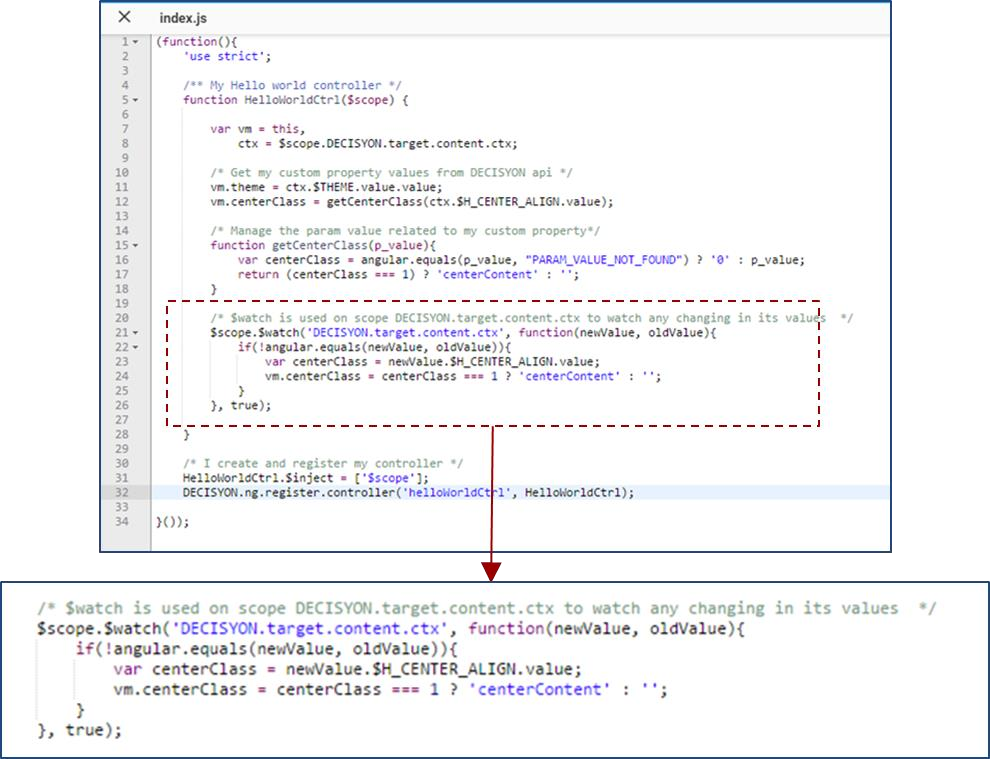 index.js
1 (function(){
2     'use strict';
3
4     /** My Hello world controller */
5     function HelloWorldCtrl($scope) {
6
7         var vm = this,
8             ctx = $scope.DECISYON.target.content.ctx;
9
10         /* Get my custom property values from DECISYON api */
11         vm.theme = ctx.$THEME.value.value;
12         vm.centerClass = getCenterClass(ctx.$H_CENTER_ALIGN.value);
13
14         /* Manage the param value related to my custom property*/
15         function getCenterClass(p_value){
16             var centerClass = angular.equals(p_value, "PARAM_VALUE_NOT_FOUND") ? '0' : p_value;
17             return (centerClass === 1) ? 'centerContent' : '';
18         }
19
20         /* $watch is used on scope DECISYON.target.content.ctx to watch any changing in its values  */
21         $scope.$watch('DECISYON.target.content.ctx', function(newValue, oldValue){
22             if(!angular.equals(newValue, oldValue)){
23                 var centerClass = newValue.$H_CENTER_ALIGN.value;
24                 vm.centerClass = centerClass === 1 ? 'centerContent' : '';
25             }
26         }, true);
27
28     }
29
30     /* I create and register my controller */
31     HelloWorldCtrl.$inject = ['$scope'];
32     DECISYON.ng.register.controller('helloWorldCtrl', HelloWorldCtrl);
33
34 }());
/* $watch is used on scope DECISYON.target.content.ctx to watch any changing in its values  */
$scope.$watch('DECISYON.target.content.ctx', function(newValue, oldValue){
    if(!angular.equals(newValue, oldValue)){
        var centerClass = newValue.$H_CENTER_ALIGN.value;
        vm.centerClass = centerClass === 1 ? 'centerContent' : '';
    }
}, true);